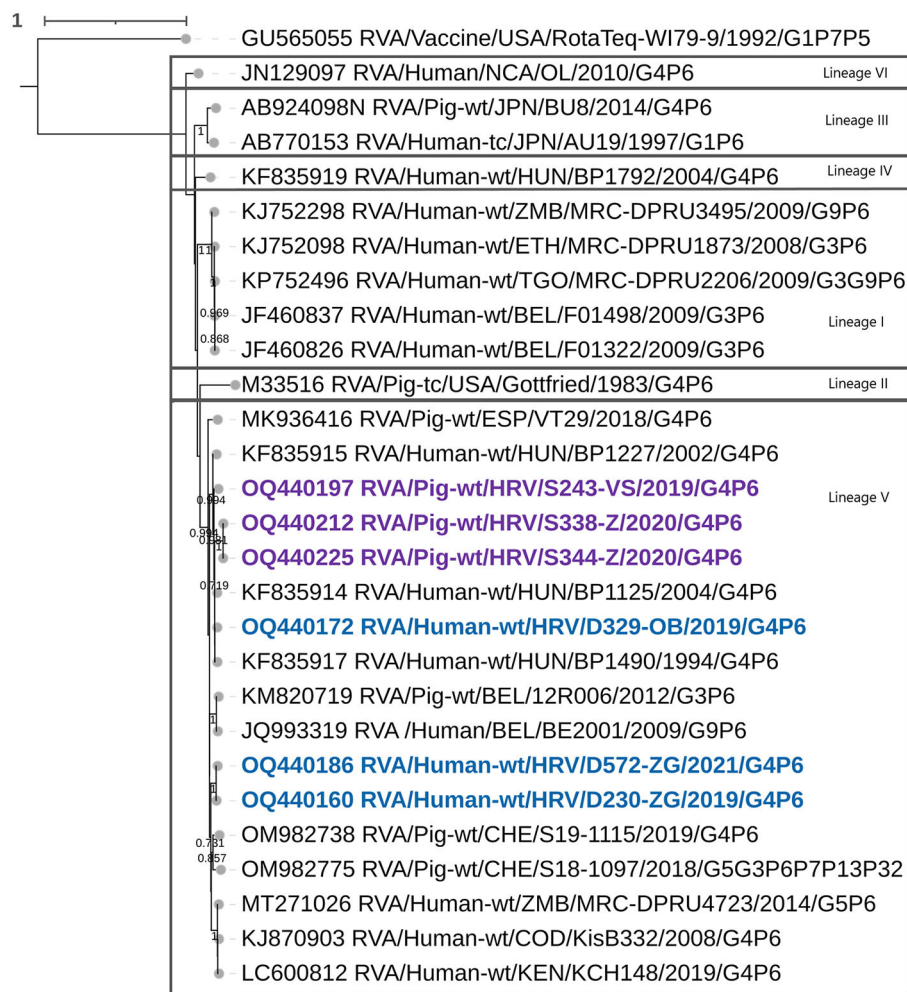 1
GU565055 RVA/Vaccine/USA/RotaTeq-WI79-9/1992/G1P7P5
JN129097 RVA/Human/NCA/OL/2010/G4P6 Lineage VI
AB924098N RVA/Pig-wt/JPN/BU8/2014/G4P6
Lineage III
1
AB770153 RVA/Human-tc/JPN/AU19/1997/G1P6
KF835919 RVA/Human-wt/HUN/BP1792/2004/G4P6 Lineage IV
KJ752298 RVA/Human-wt/ZMB/MRC-DPRU3495/2009/G9P6
KJ752098 RVA/Human-wt/ETH/MRC-DPRU1873/2008/G3P6
11
KP752496 RVA/Human-wt/TGO/MRC-DPRU2206/2009/G3G9P6
1
0.969
JF460837 RVA/Human-wt/BEL/F01498/2009/G3P6
Lineage I
0.868
JF460826 RVA/Human-wt/BEL/F01322/2009/G3P6
M33516 RVA/Pig-tc/USA/Gottfried/1983/G4P6 Lineage II
MK936416 RVA/Pig-wt/ESP/VT29/2018/G4P6
KF835915 RVA/Human-wt/HUN/BP1227/2002/G4P6
OQ440197 RVA/Pig-wt/HRV/S243-VS/2019/G4P6
0.994
Lineage V
OQ440212 RVA/Pig-wt/HRV/S338-Z/2020/G4P6
1
OQ440225 RVA/Pig-wt/HRV/S344-Z/2020/G4P6
0.719
KF835914 RVA/Human-wt/HUN/BP1125/2004/G4P6
OQ440172 RVA/Human-wt/HRV/D329-OB/2019/G4P6
KF835917 RVA/Human-wt/HUN/BP1490/1994/G4P6
KM820719 RVA/Pig-wt/BEL/12R006/2012/G3P6
1
JQ993319 RVA /Human/BEL/BE2001/2009/G9P6
OQ440186 RVA/Human-wt/HRV/D572-ZG/2021/G4P6
1
OQ440160 RVA/Human-wt/HRV/D230-ZG/2019/G4P6
OM982738 RVA/Pig-wt/CHE/S19-1115/2019/G4P6
0.731
0.857
OM982775 RVA/Pig-wt/CHE/S18-1097/2018/G5G3P6P7P13P32
MT271026 RVA/Human-wt/ZMB/MRC-DPRU4723/2014/G5P6
1
KJ870903 RVA/Human-wt/COD/KisB332/2008/G4P6
LC600812 RVA/Human-wt/KEN/KCH148/2019/G4P6